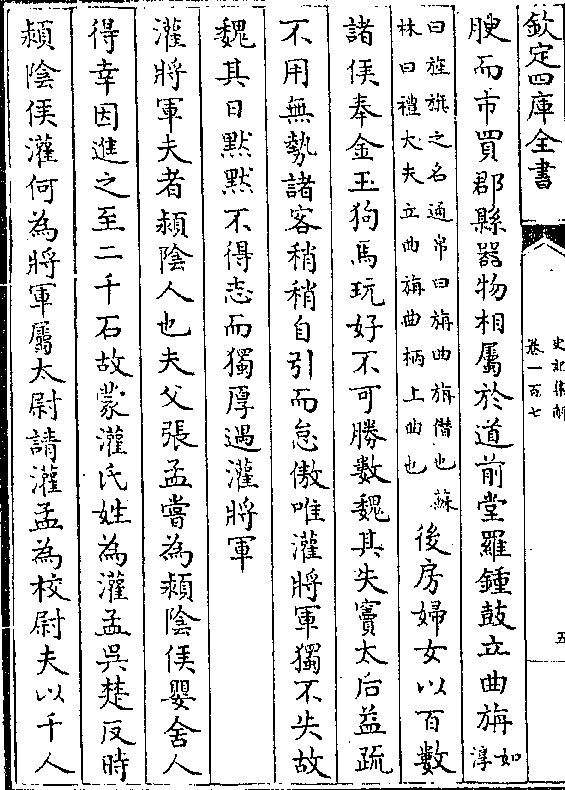 欽定四庫全書
史記集解
卷一百七
五
腴而市買郡縣器物相屬於道前堂羅鍾鼓立曲旃如淳
曰旌旗之名通帛曰旃曲旃僭也蘇林曰禮大夫立曲旃曲柄上曲也後房婦女以百數
諸侯奉金玉狗馬玩好不可勝數魏其失竇太后益疏
不用無勢諸客稍稍自引而怠傲唯灌將軍獨不失故
魏其日黙黙不得志而獨厚遇灌將軍
灌將軍夫者潁陰人也夫父張孟嘗為潁陰侯嬰舍人
得幸因進之至二千石故蒙灌氏姓為灌孟吳楚反時
潁陰侯灌何為將軍屬太尉請灌孟為校尉夫以千人